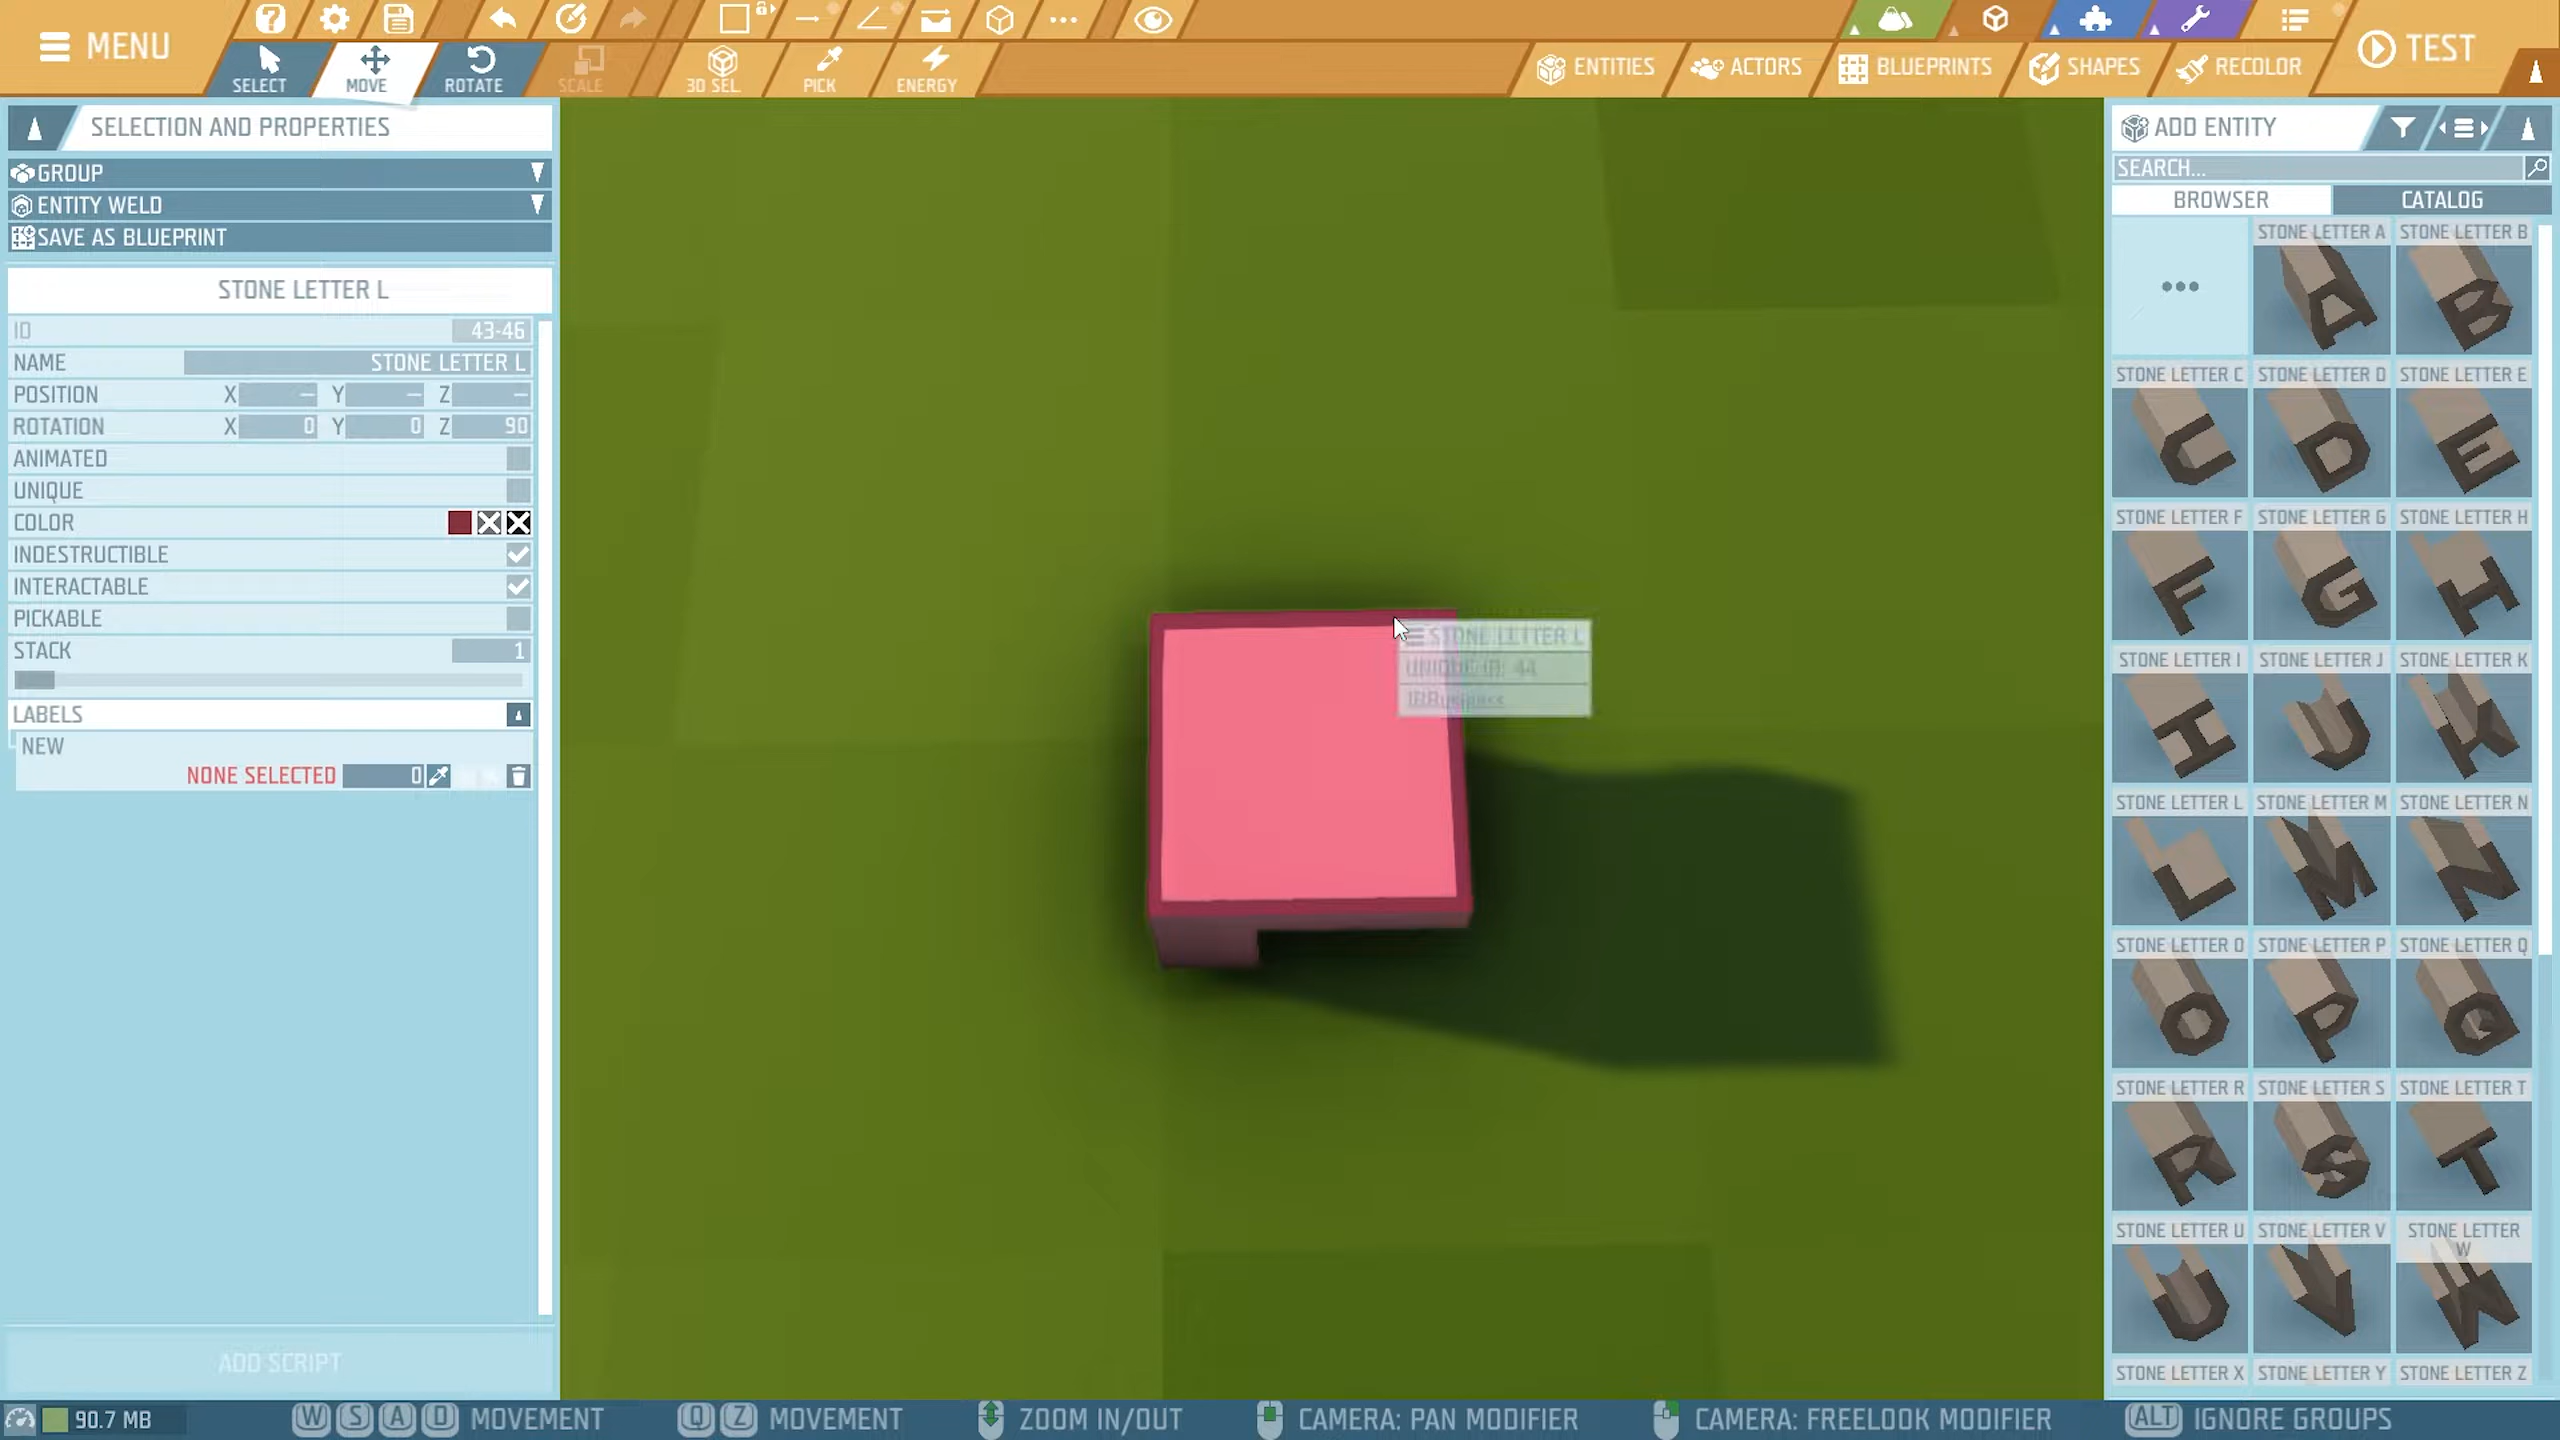 MENU
SELECT
MOVE
ROTATE
SCALE
3D SEL.
PICK
ENERGY
ENTITIES
ACTORS
BLUEPRINTS
SHAPES
RECOLOR
TEST
SELECTION AND PROPERTIES
GROUP
ENTITY WELD
SAVE AS BLUEPRINT
STONE LETTER L
ID 43-46
NAME STONE LETTER L
POSITION X – Y – Z –
ROTATION X 0 Y 0 Z 90
ANIMATED
UNIQUE
COLOR
INDESTRUCTIBLE
INTERACTABLE
PICKABLE
STACK 1
LABELS
NEW
NONE SELECTED 0
ADD SCRIPT
STONE LETTER L
UNIQUE ID: 44
ADD ENTITY
SEARCH...
BROWSER CATALOG
STONE LETTER A STONE LETTER B
STONE LETTER C STONE LETTER D STONE LETTER E
STONE LETTER F STONE LETTER G STONE LETTER H
STONE LETTER I STONE LETTER J STONE LETTER K
STONE LETTER L STONE LETTER M STONE LETTER N
STONE LETTER O STONE LETTER P STONE LETTER Q
STONE LETTER R STONE LETTER S STONE LETTER T
STONE LETTER U STONE LETTER V STONE LETTER
W
STONE LETTER X STONE LETTER Y STONE LETTER Z
90.7 MB
W S A D MOVEMENT
Q Z MOVEMENT
ZOOM IN/OUT
CAMERA: PAN MODIFIER
CAMERA: FREELOOK MODIFIER
ALT IGNORE GROUPS